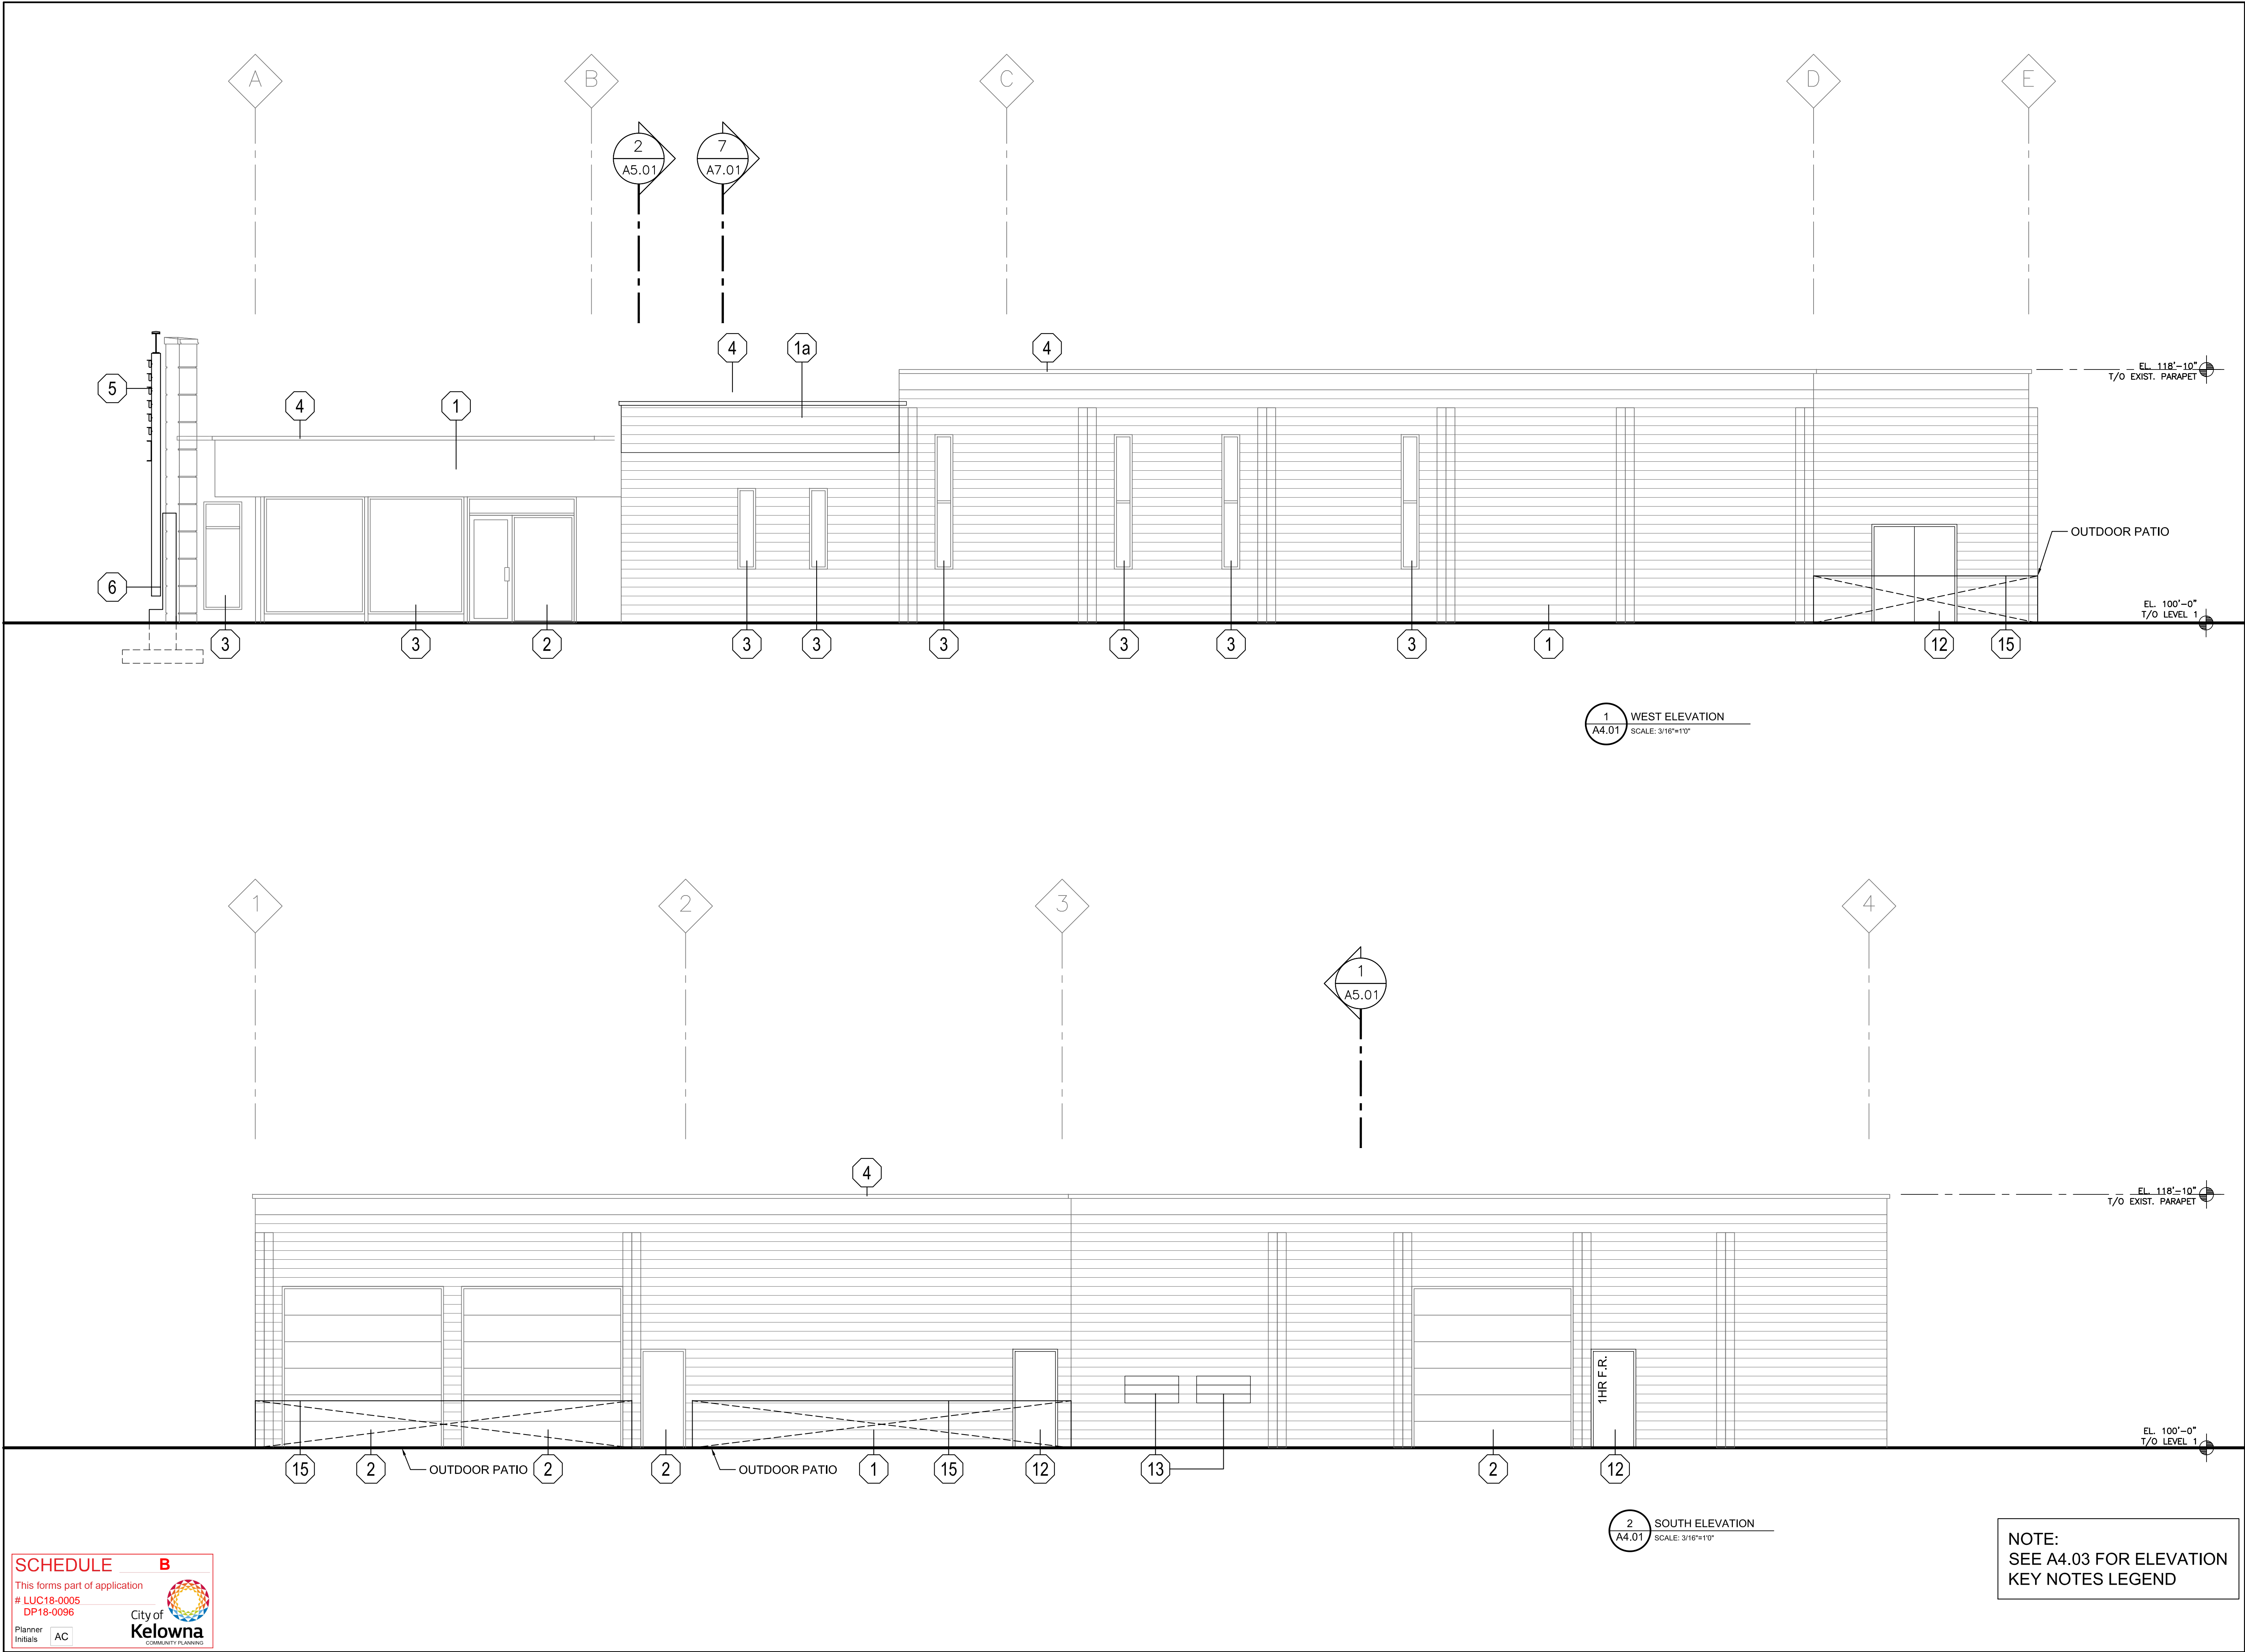 A
B
C
D
E
2
A5.01
7
A7.01
4
1a
4
EL. 118'-10"
T/O EXIST. PARAPET
5
4
1
OUTDOOR PATIO
6
EL. 100'-0"
T/O LEVEL 1
3
3
2
3
3
3
3
3
3
1
12
15
1
A4.01
WEST ELEVATION
SCALE: 3/16"=1'0"
1
2
3
4
1
A5.01
4
EL. 118'-10"
T/O EXIST. PARAPET
1HR F.R.
EL. 100'-0"
T/O LEVEL 1
15
2
OUTDOOR PATIO
2
2
OUTDOOR PATIO
1
15
12
13
2
12
2
A4.01
SOUTH ELEVATION
SCALE: 3/16"=1'0"
NOTE:
SEE A4.03 FOR ELEVATION
KEY NOTES LEGEND
SCHEDULE B
This forms part of application
# LUC18-0005
DP18-0096
City of
Kelowna
COMMUNITY PLANNING
Planner
Initials
AC